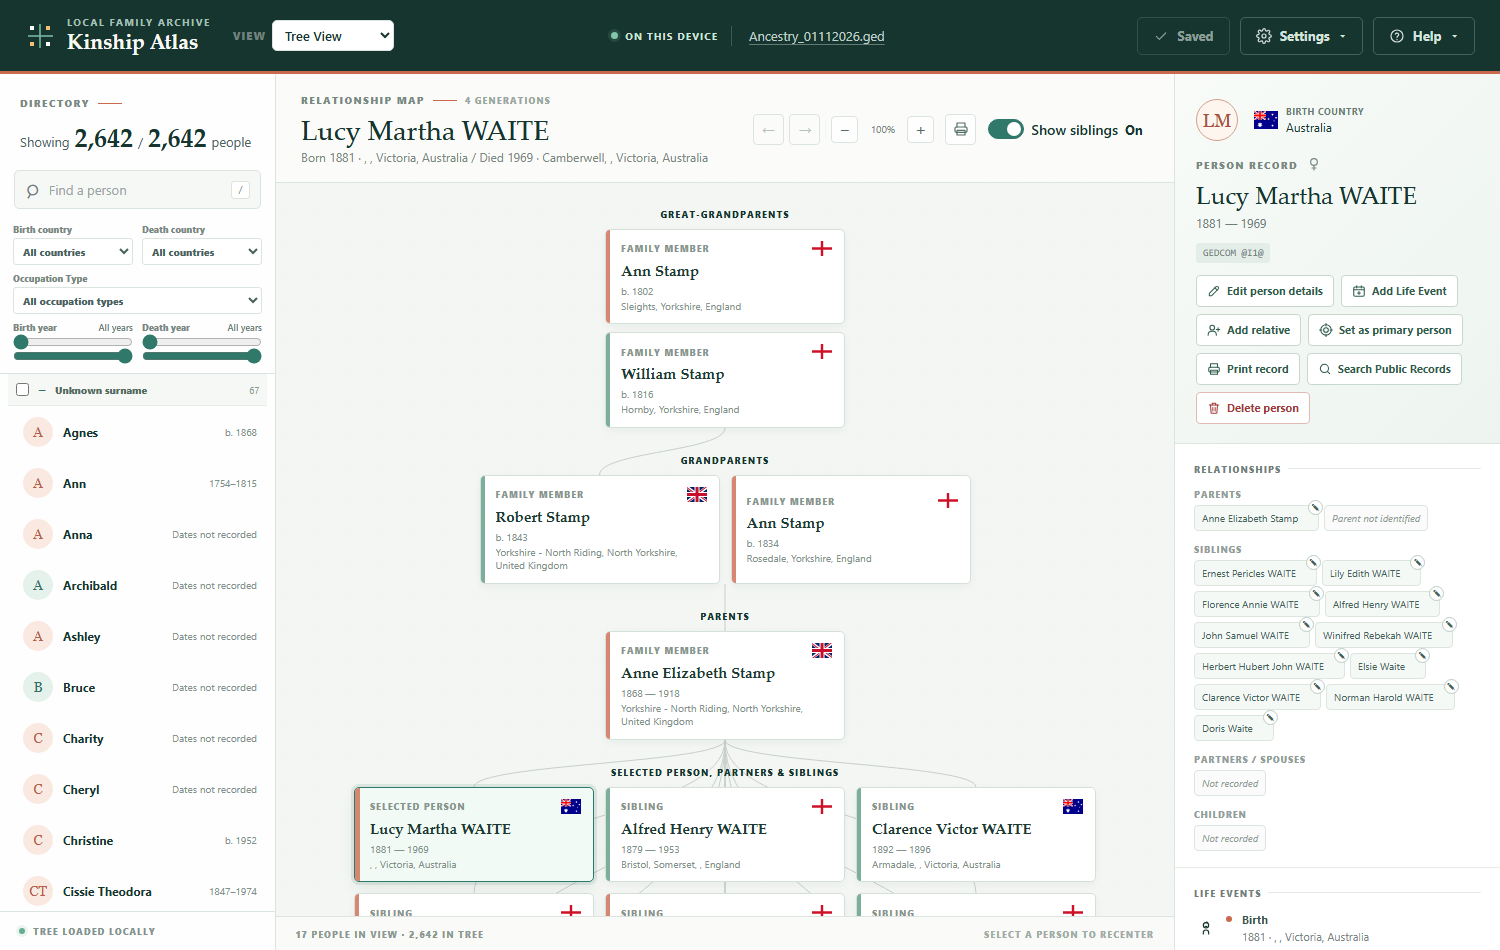 LOCAL FAMILY ARCHIVE
Kinship Atlas
VIEW
Tree View
ON THIS DEVICE
Ancestry_01112026.ged
Saved
Settings
Help
DIRECTORY
Showing 2,642 / 2,642 people
Find a person
/
Birth country
Death country
All countries
All countries
Occupation Type
All occupation types
Birth year
All years
Death year
All years
Unknown surname
67
A
Agnes
b. 1868
A
Ann
1754–1815
A
Anna
Dates not recorded
A
Archibald
Dates not recorded
A
Ashley
Dates not recorded
B
Bruce
Dates not recorded
C
Charity
Dates not recorded
C
Cheryl
Dates not recorded
C
Christine
b. 1952
CT
Cissie Theodora
1847–1974
TREE LOADED LOCALLY
RELATIONSHIP MAP
4 GENERATIONS
Lucy Martha WAITE
Born 1881 · , , Victoria, Australia / Died 1969 · Camberwell, , Victoria, Australia
←
→
−
100%
+
Show siblings On
GREAT-GRANDPARENTS
FAMILY MEMBER
Ann Stamp
b. 1802
Sleights, Yorkshire, England
FAMILY MEMBER
William Stamp
b. 1816
Hornby, Yorkshire, England
GRANDPARENTS
FAMILY MEMBER
Robert Stamp
b. 1843
Yorkshire - North Riding, North Yorkshire,
United Kingdom
FAMILY MEMBER
Ann Stamp
b. 1834
Rosedale, Yorkshire, England
PARENTS
FAMILY MEMBER
Anne Elizabeth Stamp
1868 — 1918
Yorkshire - North Riding, North Yorkshire,
United Kingdom
SELECTED PERSON, PARTNERS & SIBLINGS
SELECTED PERSON
Lucy Martha WAITE
1881 — 1969
, , Victoria, Australia
SIBLING
Alfred Henry WAITE
1879 — 1953
Bristol, Somerset, , England
SIBLING
Clarence Victor WAITE
1892 — 1896
Armadale, , Victoria, Australia
SIBLING
SIBLING
SIBLING
17 PEOPLE IN VIEW · 2,642 IN TREE
SELECT A PERSON TO RECENTER
LM
BIRTH COUNTRY
Australia
PERSON RECORD
♀
Lucy Martha WAITE
1881 — 1969
GEDCOM @I1@
Edit person details
Add Life Event
Add relative
Set as primary person
Print record
Search Public Records
Delete person
RELATIONSHIPS
PARENTS
Anne Elizabeth Stamp
Parent not identified
SIBLINGS
Ernest Pericles WAITE
Lily Edith WAITE
Florence Annie WAITE
Alfred Henry WAITE
John Samuel WAITE
Winifred Rebekah WAITE
Herbert Hubert John WAITE
Elsie Waite
Clarence Victor WAITE
Norman Harold WAITE
Doris Waite
PARTNERS / SPOUSES
Not recorded
CHILDREN
Not recorded
LIFE EVENTS
Birth
1881 · , , Victoria, Australia